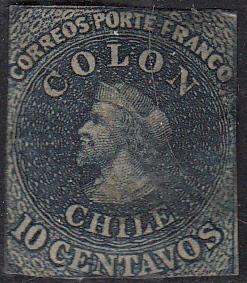 CORREOS PORTE FRANCO
COLON
CHILE
10 CENTAVOS